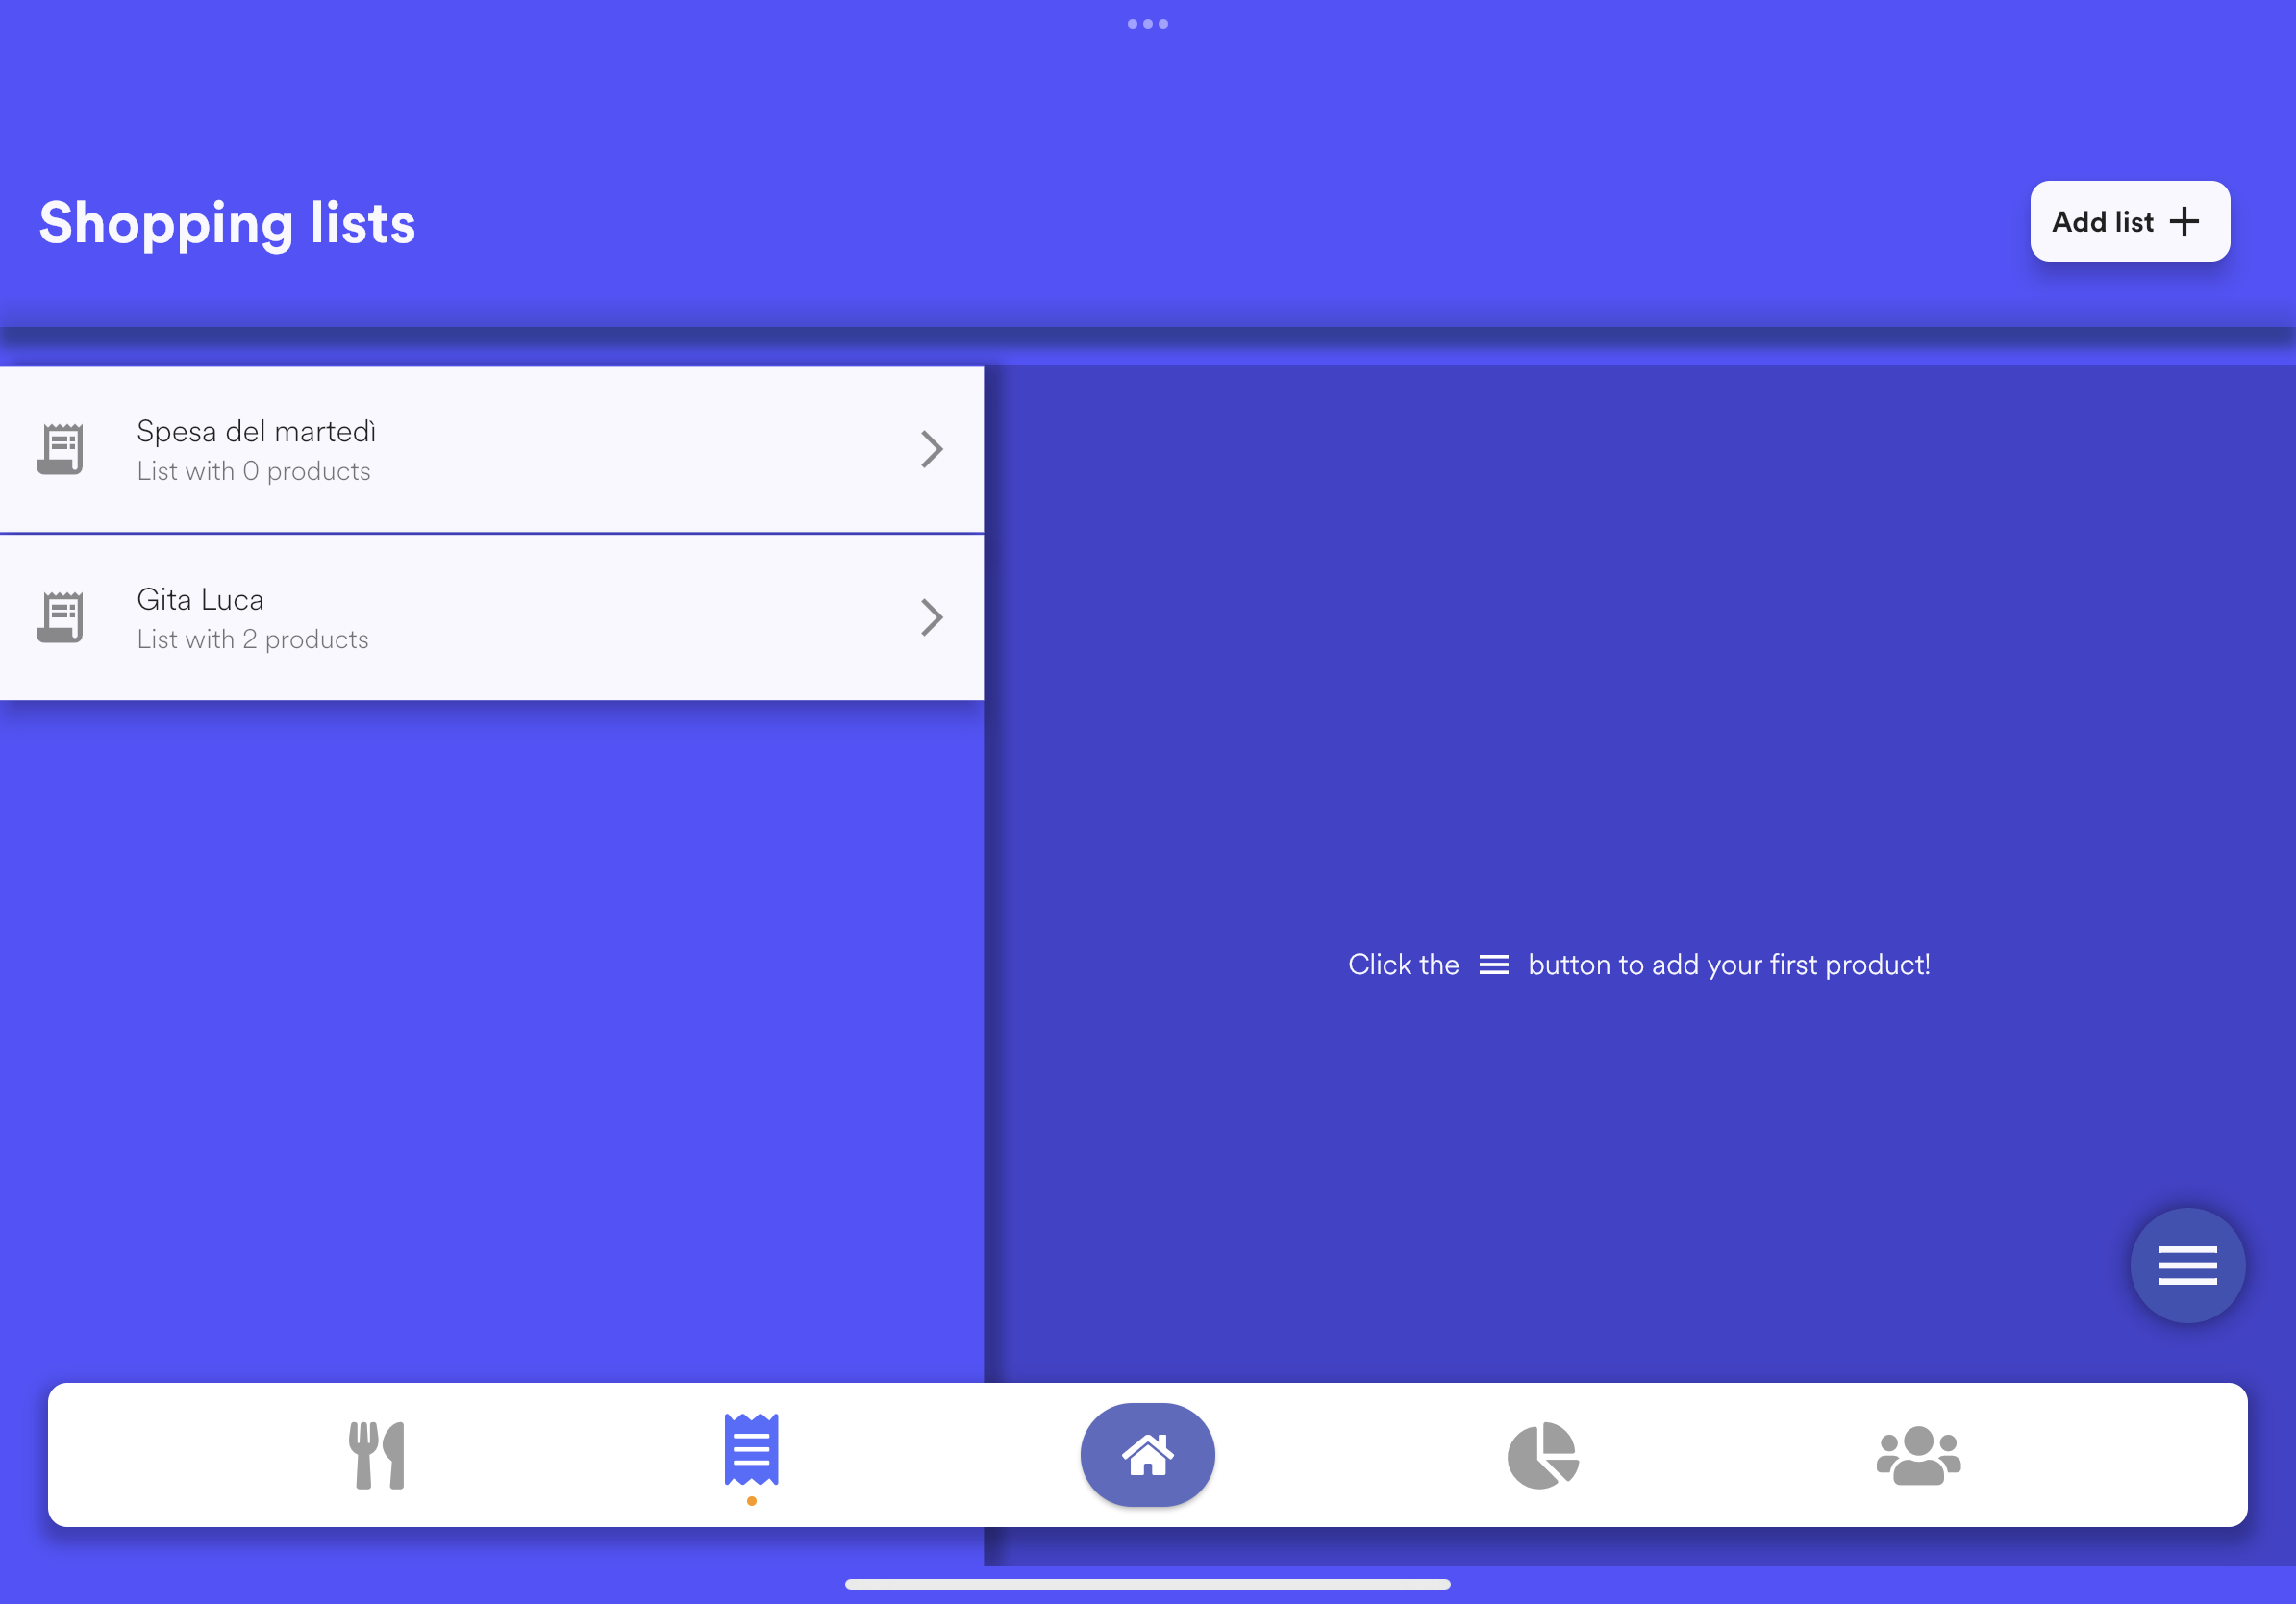 Shopping lists
Add list
Spesa del martedì
List with 0 products
Gita Luca
List with 2 products
Click the button to add your first product!